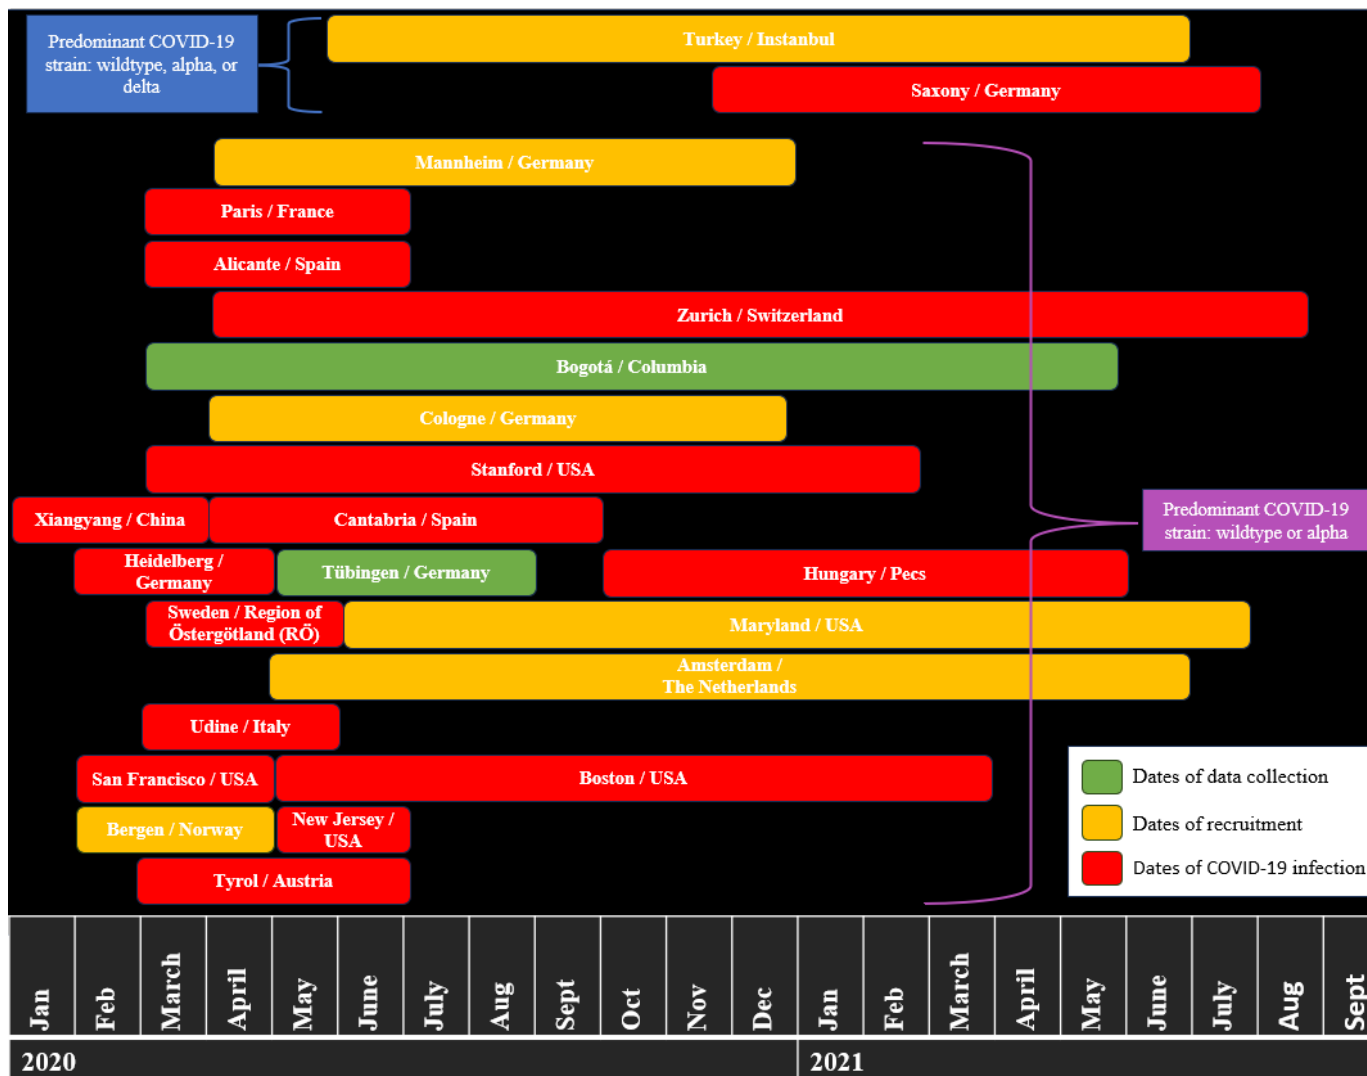 Predominant COVID-19
strain: wildtype, alpha, or
delta
Turkey / Instanbul
Saxony / Germany
Mannheim / Germany
Paris / France
Alicante / Spain
Zurich / Switzerland
Bogotá / Columbia
Cologne / Germany
Stanford / USA
Xiangyang / China
Cantabria / Spain
Predominant COVID-19
strain: wildtype or alpha
Heidelberg /
Germany
Tübingen / Germany
Hungary / Pecs
Sweden / Region of
Östergötland (RÖ)
Maryland / USA
Amsterdam /
The Netherlands
Udine / Italy
San Francisco / USA
Boston / USA
Bergen / Norway
New Jersey /
USA
Tyrol / Austria
Dates of data collection
Dates of recruitment
Dates of COVID-19 infection
Jan
Feb
March
April
May
June
July
Aug
Sept
Oct
Nov
Dec
Jan
Feb
March
April
May
June
July
Aug
Sept
2020
2021